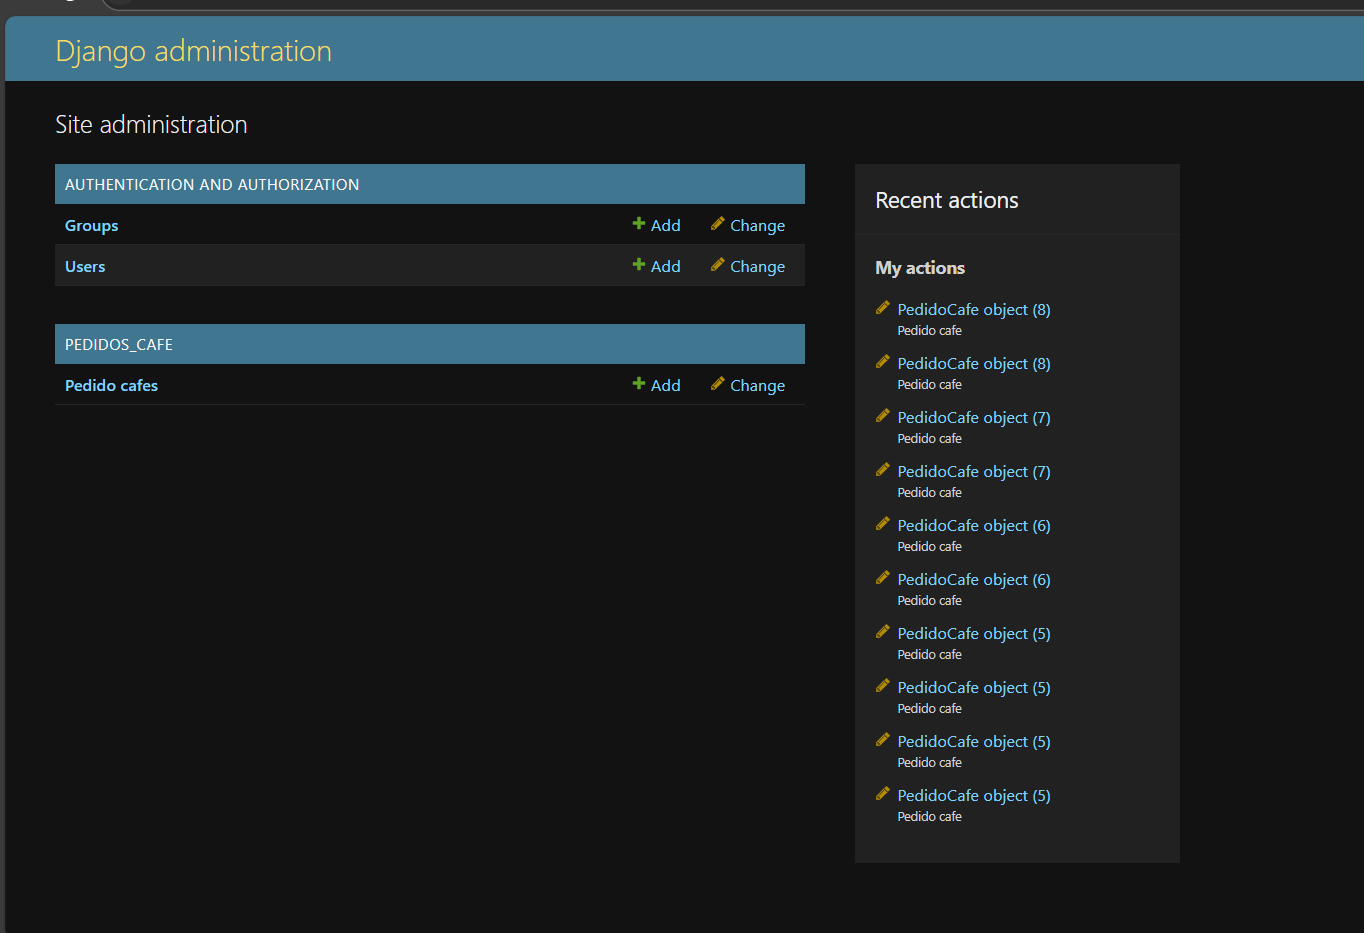 Django administration
Site administration
AUTHENTICATION AND AUTHORIZATION
Groups Add Change
Users Add Change
PEDIDOS_CAFE
Pedido cafes Add Change
Recent actions
My actions
PedidoCafe object (8)
Pedido cafe
PedidoCafe object (8)
Pedido cafe
PedidoCafe object (7)
Pedido cafe
PedidoCafe object (7)
Pedido cafe
PedidoCafe object (6)
Pedido cafe
PedidoCafe object (6)
Pedido cafe
PedidoCafe object (5)
Pedido cafe
PedidoCafe object (5)
Pedido cafe
PedidoCafe object (5)
Pedido cafe
PedidoCafe object (5)
Pedido cafe